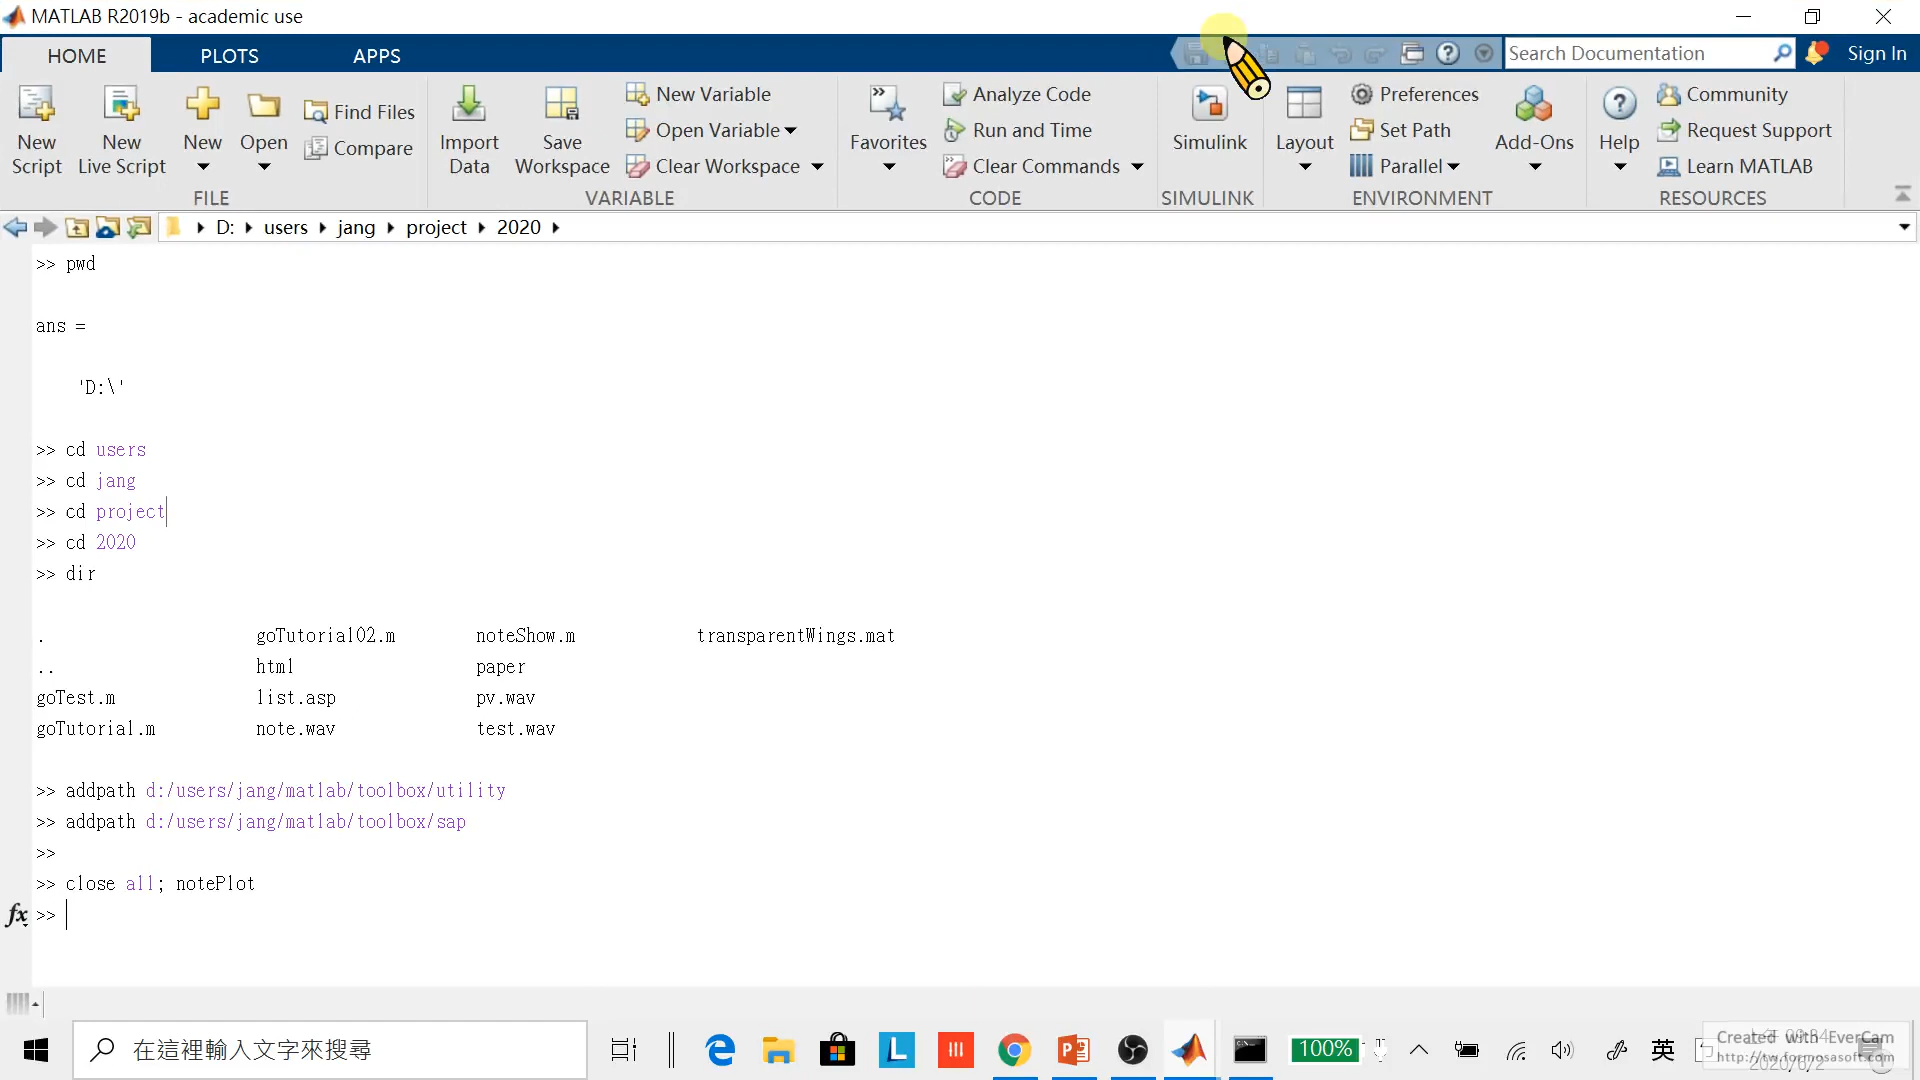 MATLAB R2019b - academic use
HOME PLOTS APPS
Search Documentation
Sign In
New Script
New Live Script
New
Open
Find Files
Compare
FILE
Import Data
Save Workspace
New Variable
Open Variable
Clear Workspace
VARIABLE
Favorites
Analyze Code
Run and Time
Clear Commands
CODE
Simulink
SIMULINK
Layout
Preferences
Set Path
Parallel
Add-Ons
ENVIRONMENT
Help
Community
Request Support
Learn MATLAB
RESOURCES
D: users jang project 2020
>> pwd
ans =
'D:\'
>> cd users
>> cd jang
>> cd project
>> cd 2020
>> dir
. goTutorial02.m noteShow.m transparentWings.mat
.. html paper
goTest.m list.asp pv.wav
goTutorial.m note.wav test.wav
>> addpath d:/users/jang/matlab/toolbox/utility
>> addpath d:/users/jang/matlab/toolbox/sap
>>
>> close all; notePlot
fx >>
在這裡輸入文字來搜尋
100%
英
Created with EverCam
http://tw.formosasoft.com
2020/6/2